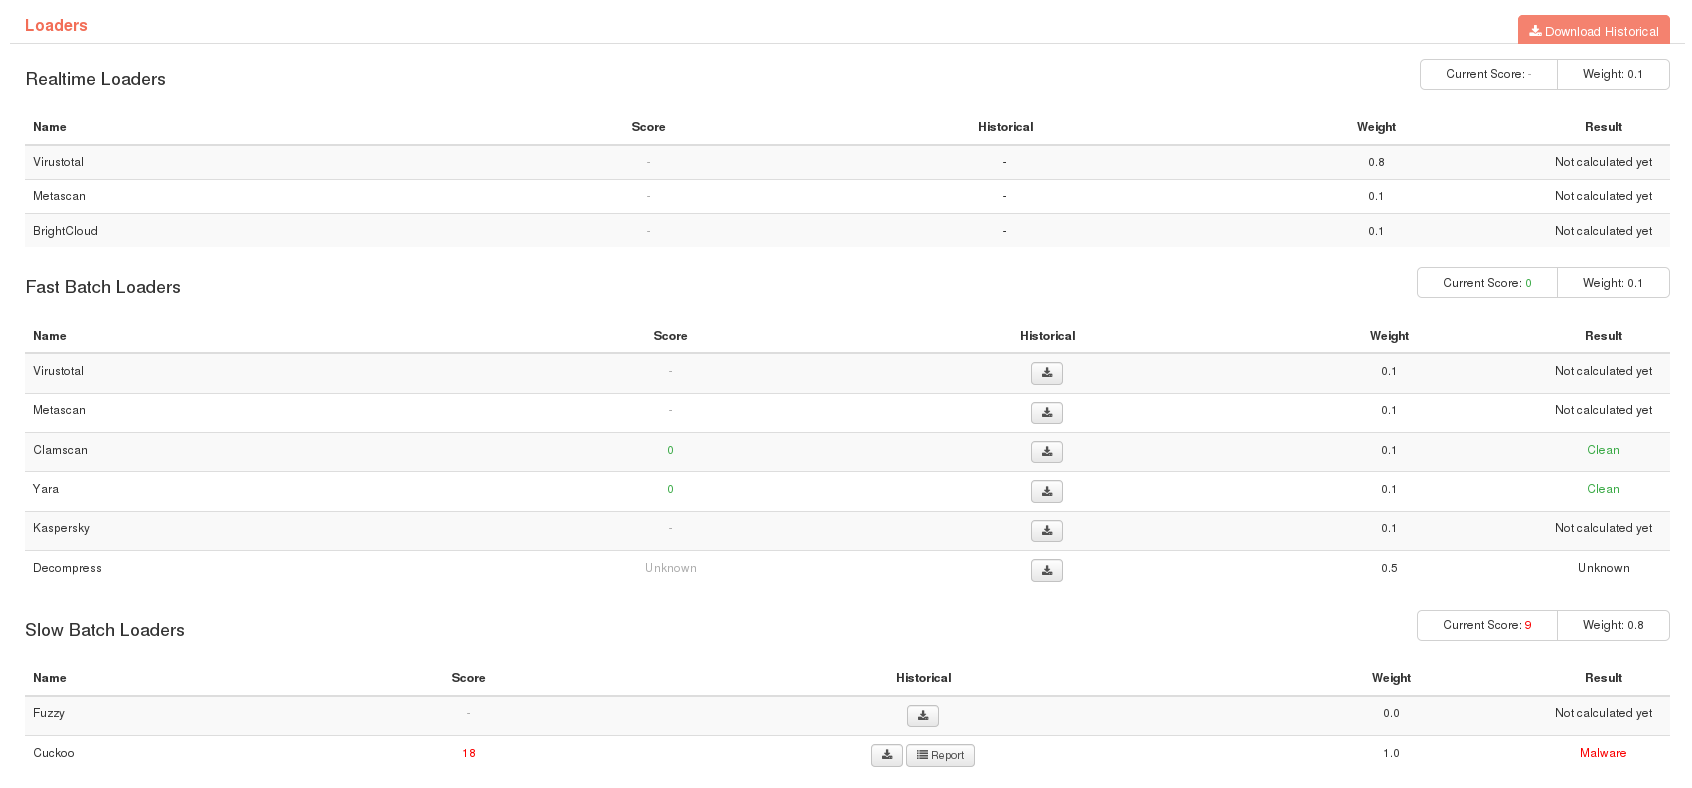 Loaders
Download Historical
Realtime Loaders
Current Score: - Weight: 0.1
Name Score Historical Weight Result
Virustotal - - 0.8 Not calculated yet
Metascan - - 0.1 Not calculated yet
BrightCloud - - 0.1 Not calculated yet
Fast Batch Loaders
Current Score: 0 Weight: 0.1
Name Score Historical Weight Result
Virustotal - 0.1 Not calculated yet
Metascan - 0.1 Not calculated yet
Clamscan 0 0.1 Clean
Yara 0 0.1 Clean
Kaspersky - 0.1 Not calculated yet
Decompress Unknown 0.5 Unknown
Slow Batch Loaders
Current Score: 9 Weight: 0.8
Name Score Historical Weight Result
Fuzzy - 0.0 Not calculated yet
Cuckoo 18 Report 1.0 Malware